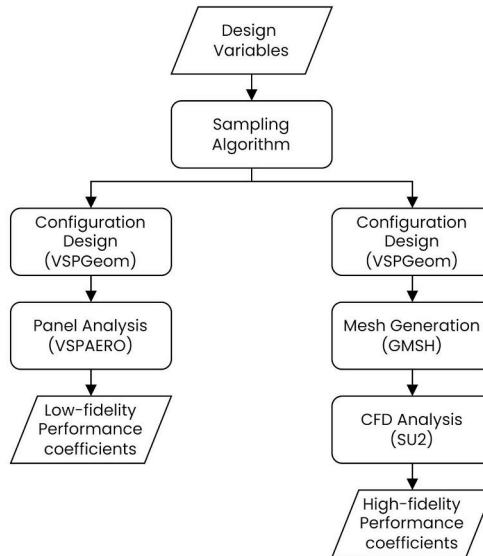 Design
Variables
Sampling
Algorithm
Configuration
Design
(VSPGeom)
Panel Analysis
(VSPAERO)
Low-fidelity
Performance
coefficients
Configuration
Design
(VSPGeom)
Mesh Generation
(GMSH)
CFD Analysis
(SU2)
High-fidelity
Performance
coefficients